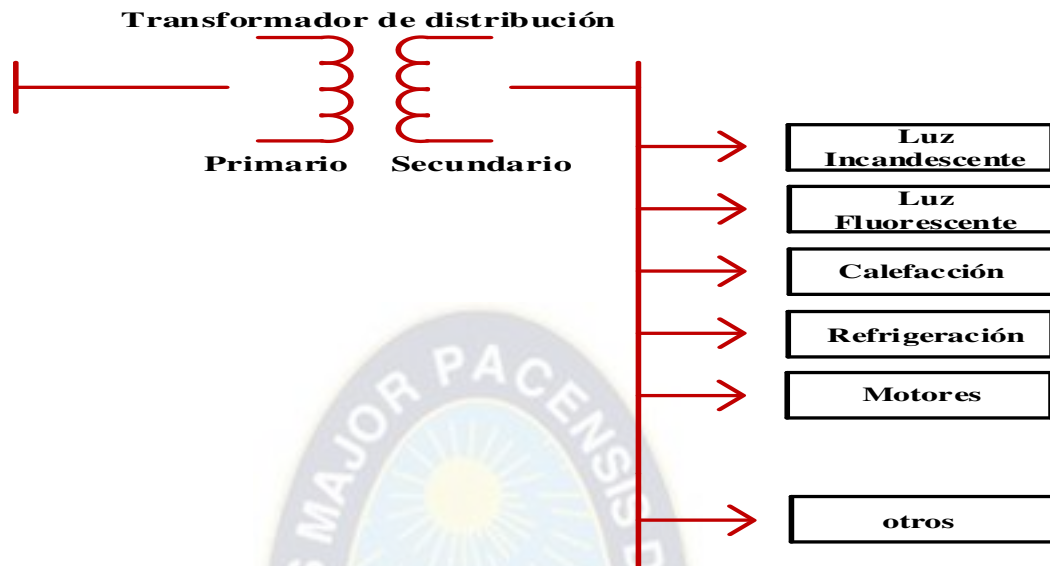 Transformador de distribución
Primario Secundario
Luz
Incandescente
Luz
Fluorescente
Calefacción
Refrigeración
Motores
otros
MAJOR PACENSIS D